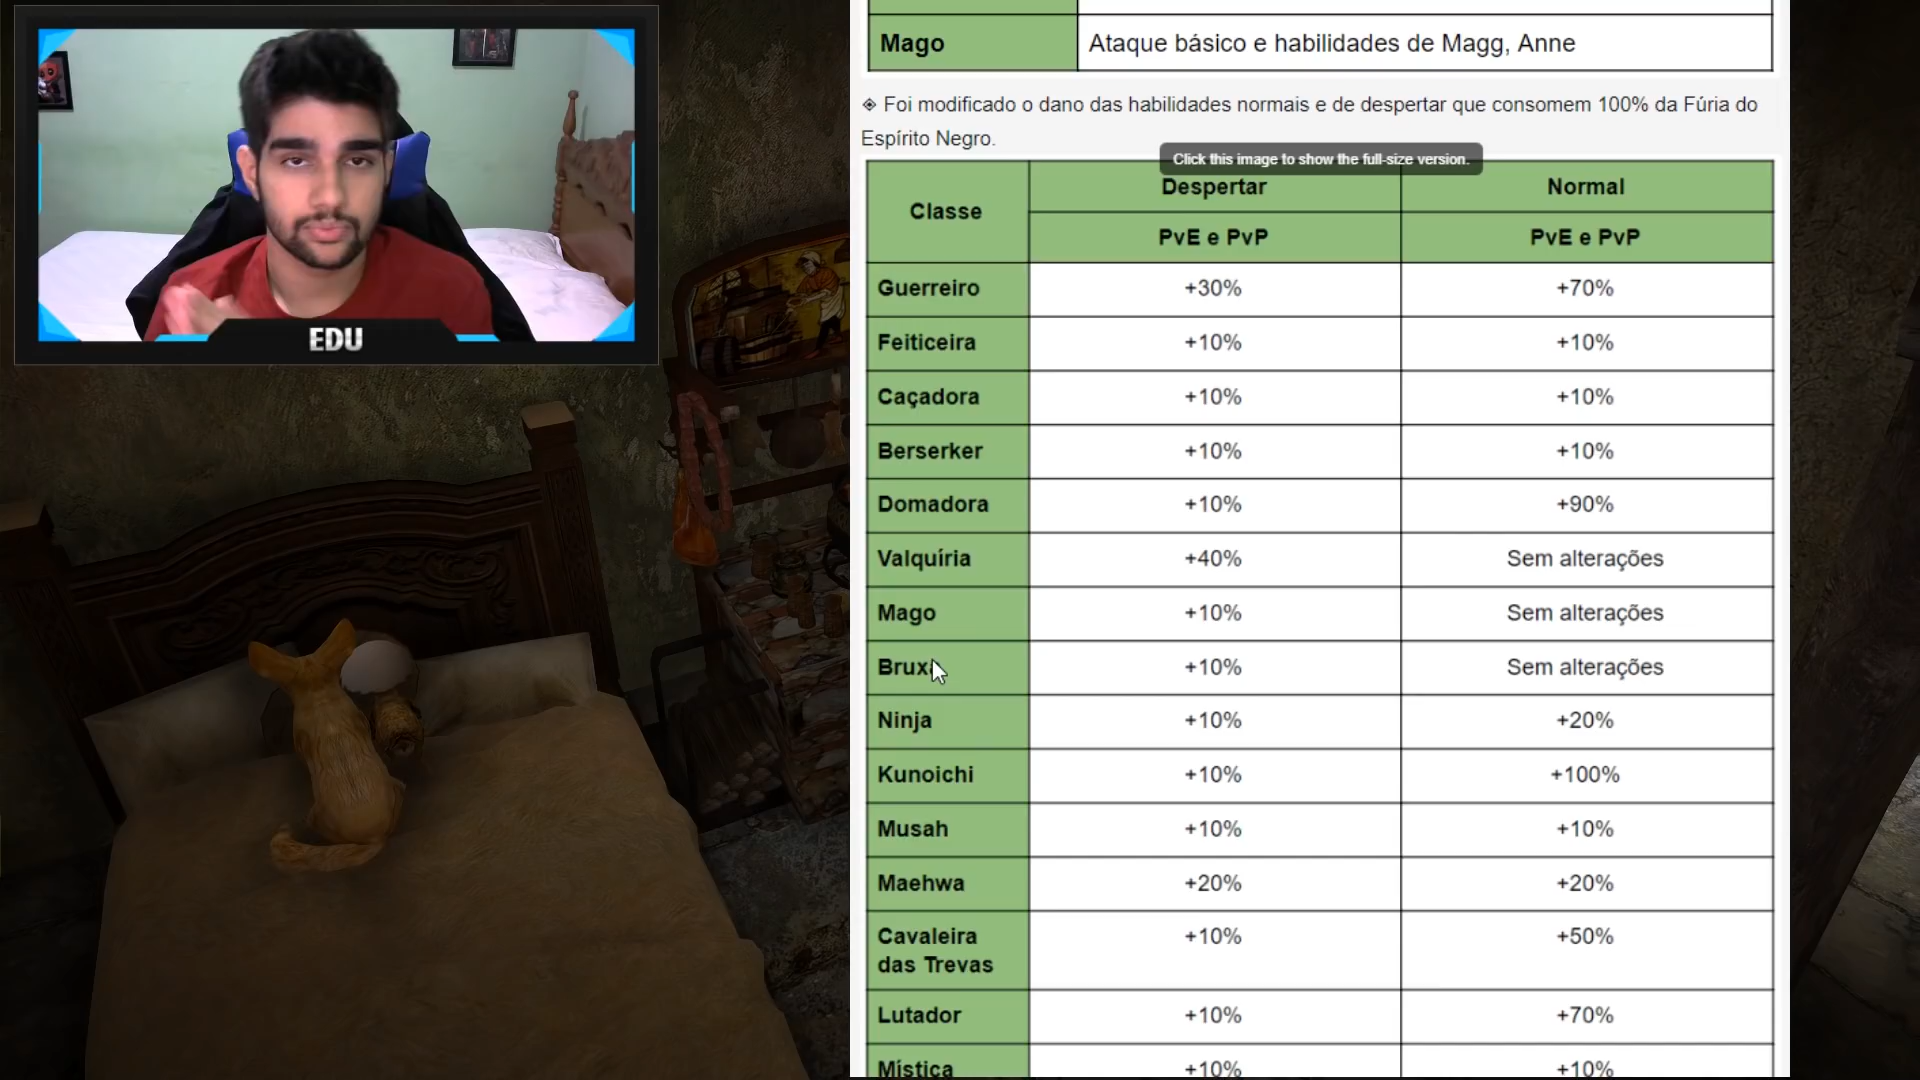 EDU
Mago Ataque básico e habilidades de Magg, Anne
◈ Foi modificado o dano das habilidades normais e de despertar que consomem 100% da Fúria do
Espírito Negro.
Click this image to show the full-size version.
Classe Despertar Normal
PvE e PvP PvE e PvP
Guerreiro +30% +70%
Feiticeira +10% +10%
Caçadora +10% +10%
Berserker +10% +10%
Domadora +10% +90%
Valquíria +40% Sem alterações
Mago +10% Sem alterações
Brux +10% Sem alterações
Ninja +10% +20%
Kunoichi +10% +100%
Musah +10% +10%
Maehwa +20% +20%
Cavaleira
das Trevas +10% +50%
Lutador +10% +70%
Mística +10% +10%